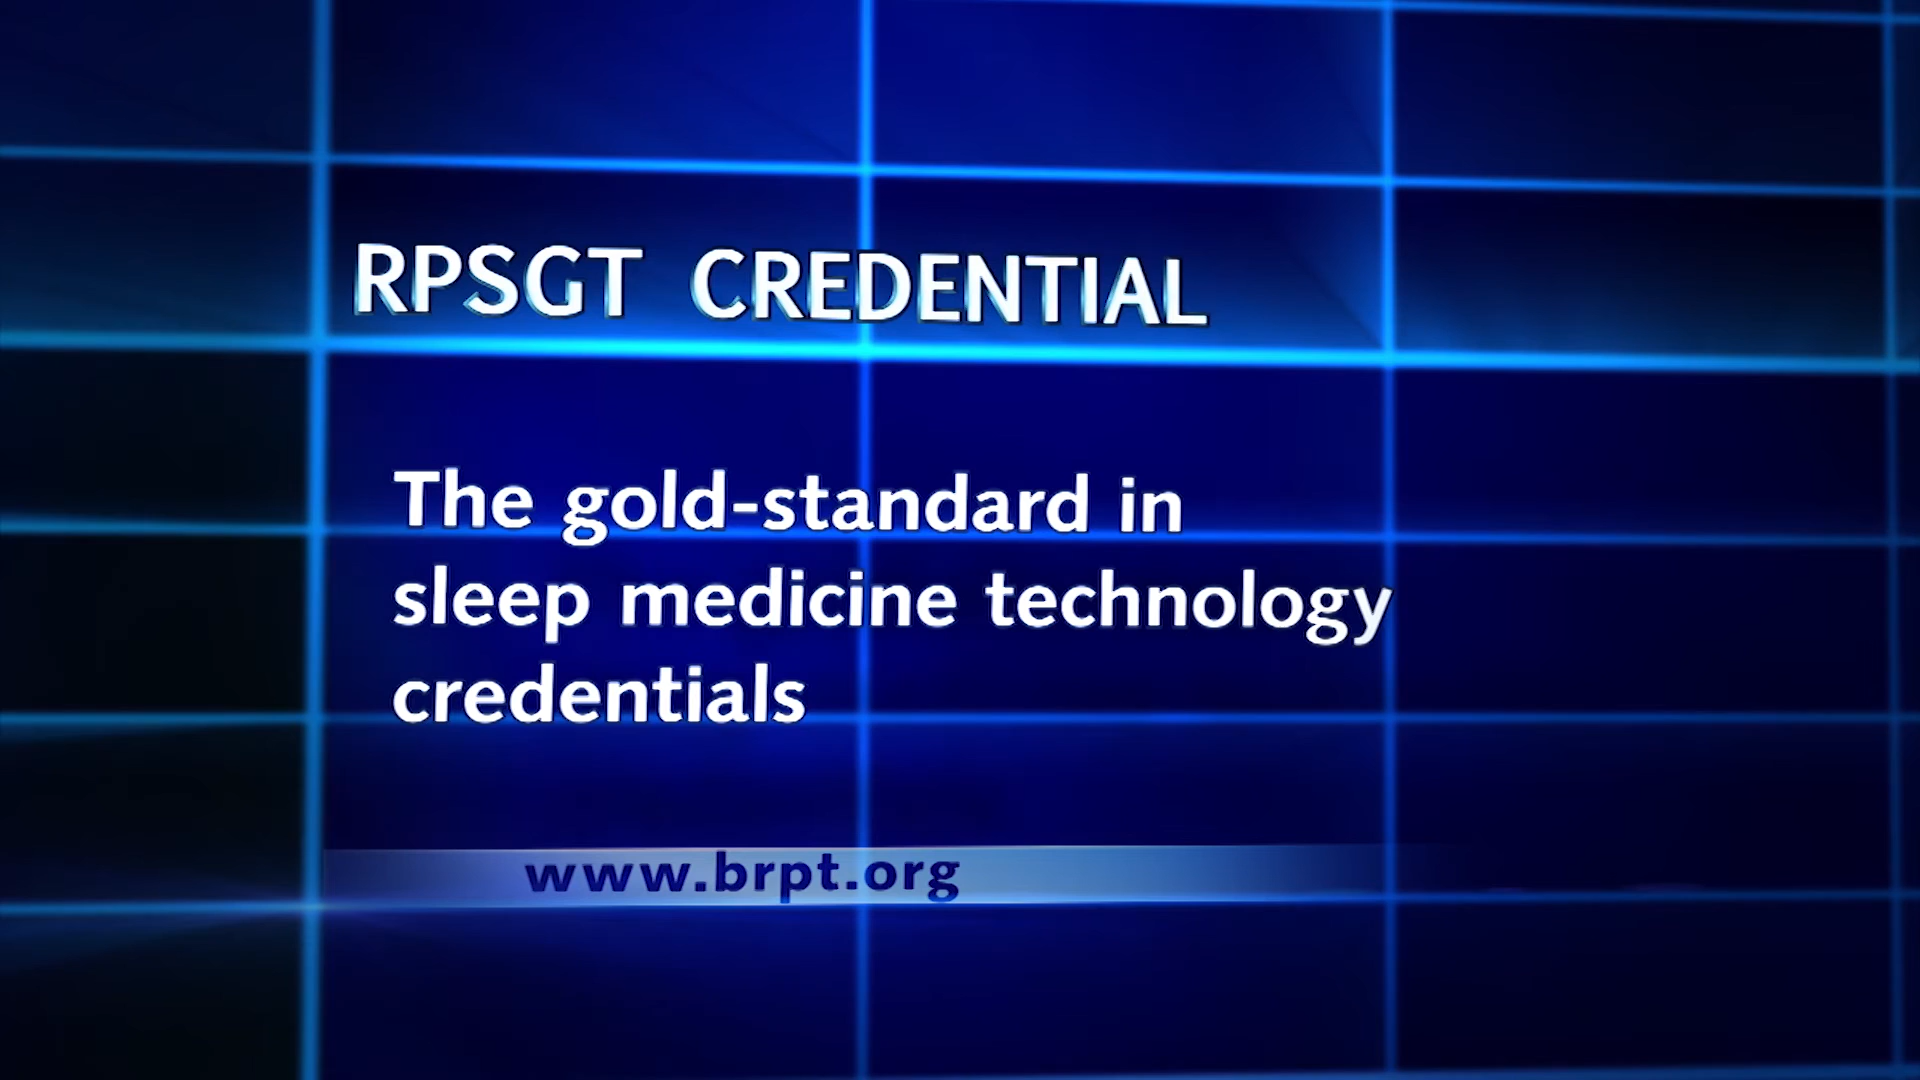 RPSGT CREDENTIAL
The gold-standard in
sleep medicine technology
credentials
www.brpt.org